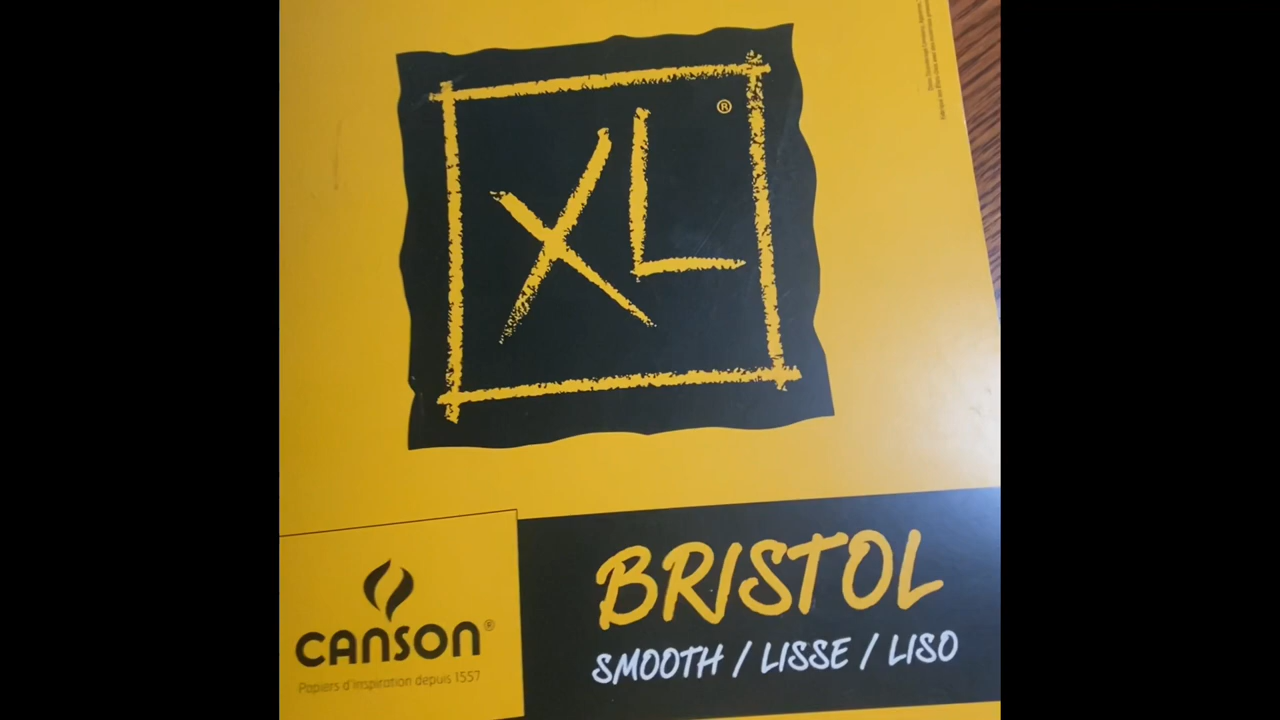 XL®
BRISTOL
SMOOTH / LISSE / LISO
CANSON®
Papiers d'inspiration depuis 1557